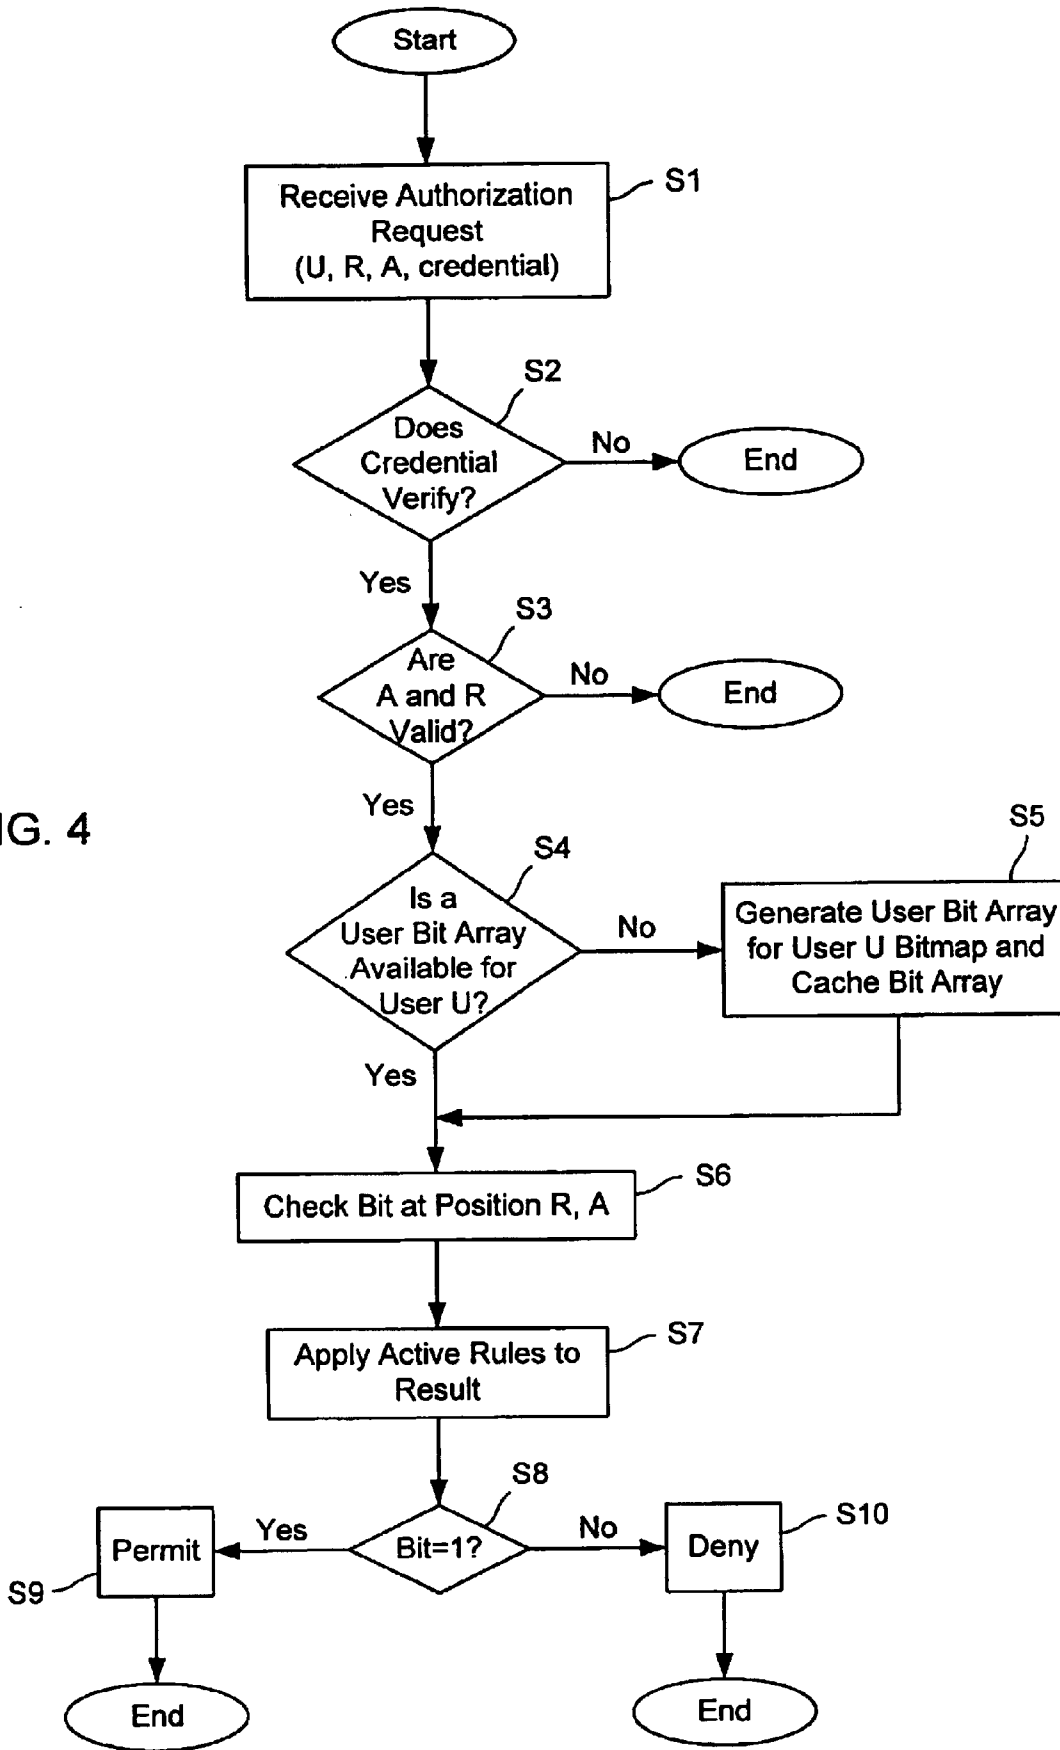 Start
Receive Authorization
Request
(U, R, A, credential)
S1
S2
Does
Credential
Verify?
No
End
Yes
S3
Are
A and R
Valid?
No
End
Yes
IG. 4
S4
Is a
User Bit Array
Available for
User U?
No
S5
Generate User Bit Array
for User U Bitmap and
Cache Bit Array
Yes
S6
Check Bit at Position R, A
S7
Apply Active Rules to
Result
S8
Bit=1?
Yes
Permit
S9
No
Deny
S10
End
End